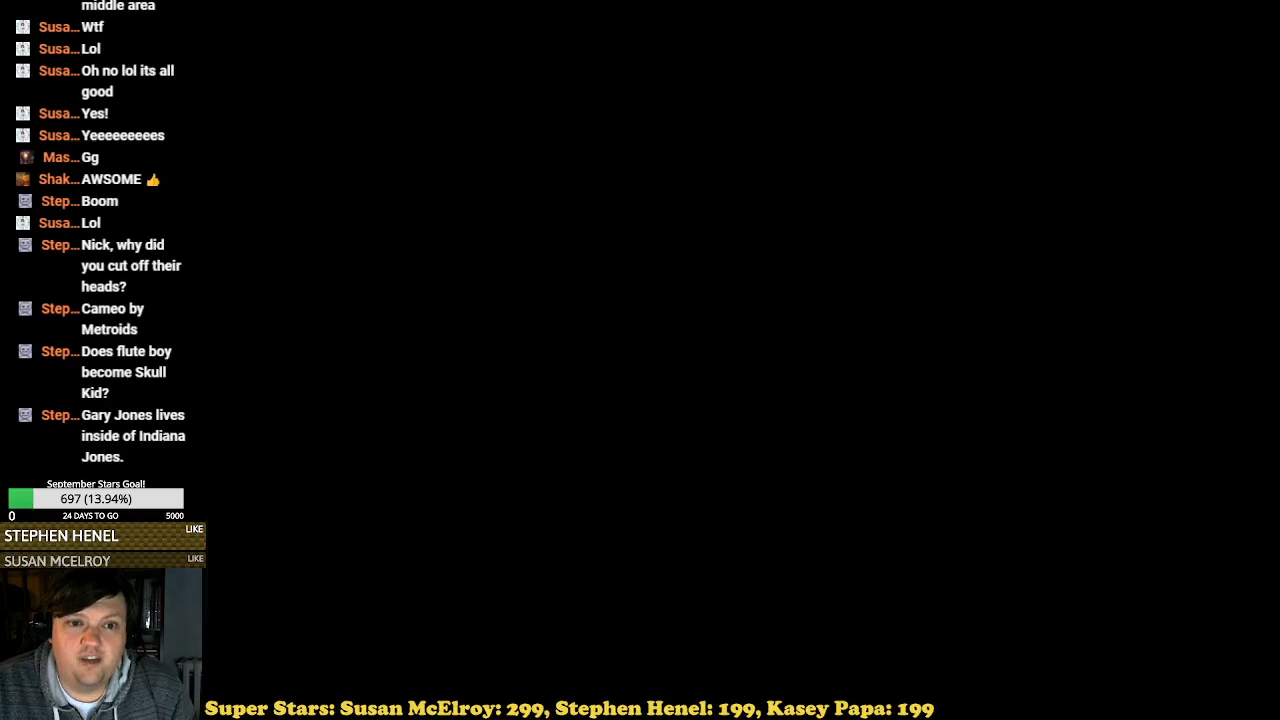 middle area
Susa... Wtf
Susa... Lol
Susa... Oh no lol its all
good
Susa... Yes!
Susa... Yeeeeeeeees
Mas... Gg
Shak... AWSOME 👍
Step... Boom
Susa... Lol
Step... Nick, why did
you cut off their
heads?
Step... Cameo by
Metroids
Step... Does flute boy
become Skull
Kid?
Step... Gary Jones lives
inside of Indiana
Jones.
September Stars Goal!
697 (13.94%)
0 24 DAYS TO GO 5000
STEPHEN HENEL LIKE
SUSAN MCELROY LIKE
Super Stars: Susan McElroy: 299, Stephen Henel: 199, Kasey Papa: 199